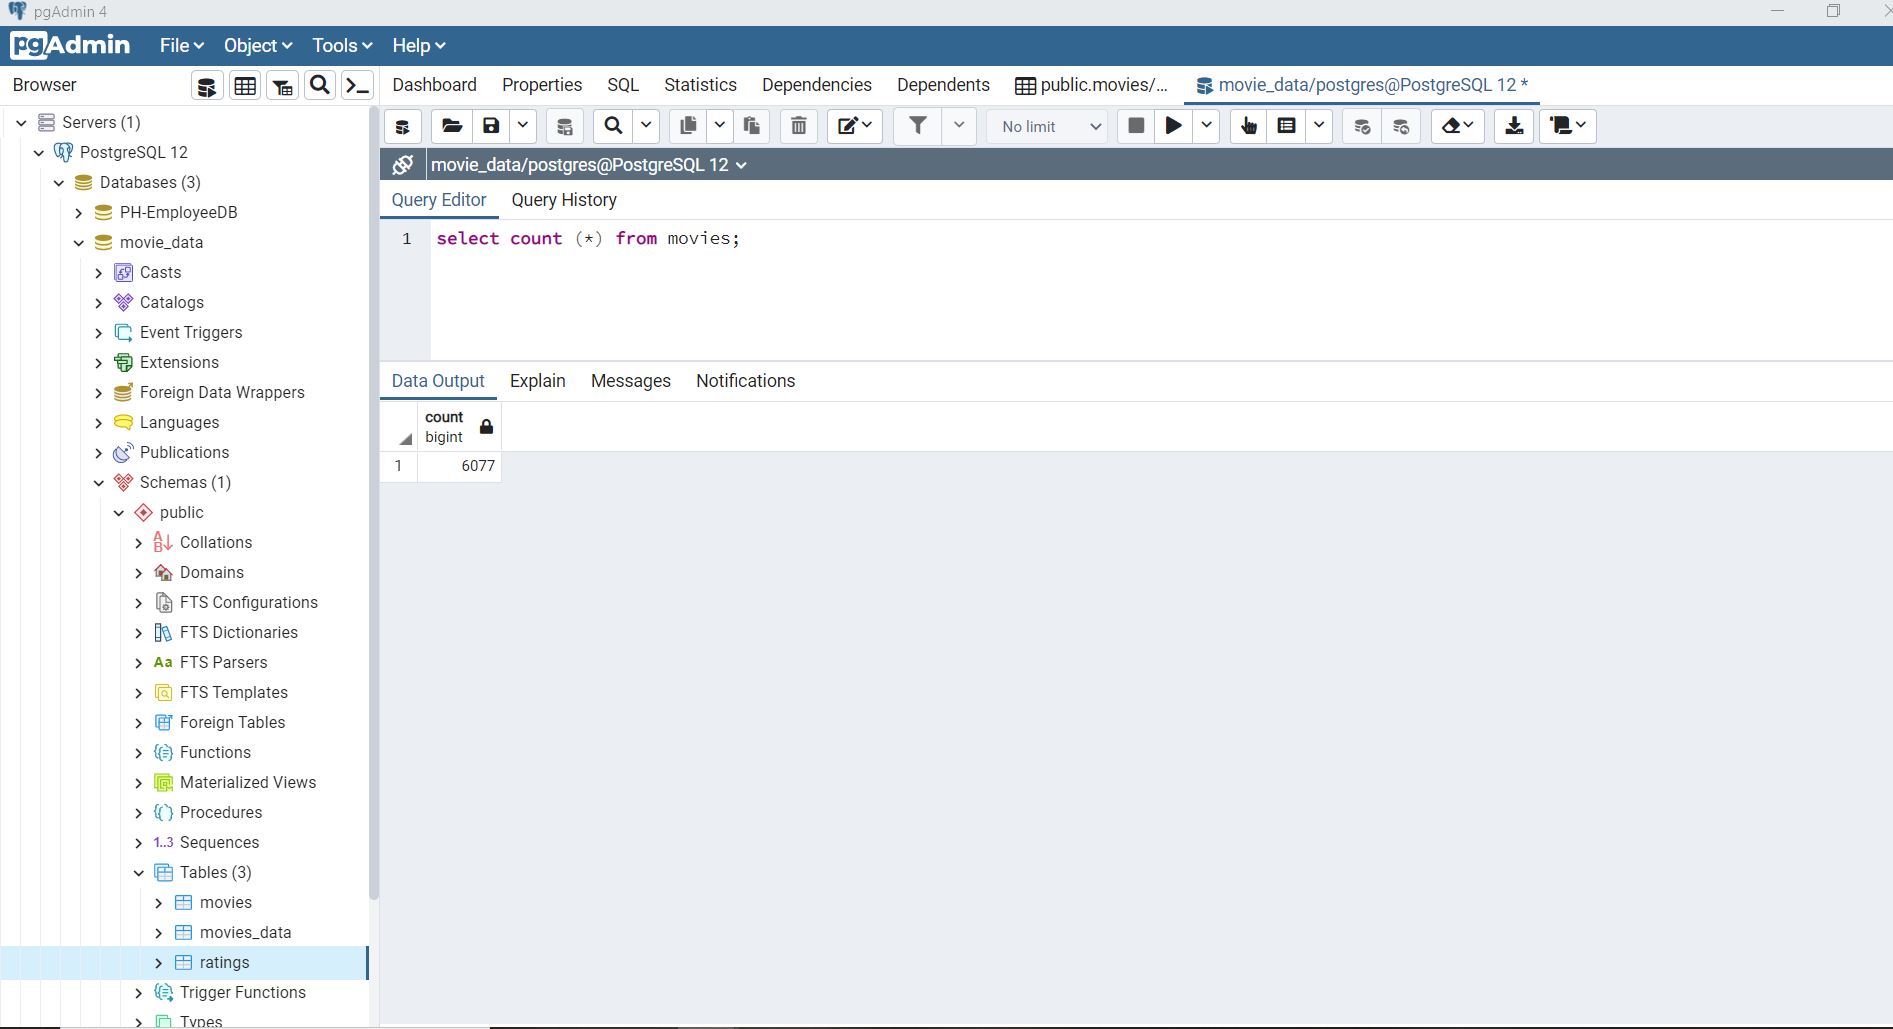 pgAdmin 4
pgAdmin File Object Tools Help
Browser
Dashboard Properties SQL Statistics Dependencies Dependents public.movies/... movie_data/postgres@PostgreSQL 12 *
No limit
movie_data/postgres@PostgreSQL 12
Query Editor Query History
1 select count (*) from movies;
Data Output Explain Messages Notifications
count
bigint
1 6077
Servers (1)
PostgreSQL 12
Databases (3)
PH-EmployeeDB
movie_data
Casts
Catalogs
Event Triggers
Extensions
Foreign Data Wrappers
Languages
Publications
Schemas (1)
public
Collations
Domains
FTS Configurations
FTS Dictionaries
Aa FTS Parsers
FTS Templates
Foreign Tables
Functions
Materialized Views
Procedures
1..3 Sequences
Tables (3)
movies
movies_data
ratings
Trigger Functions
Types